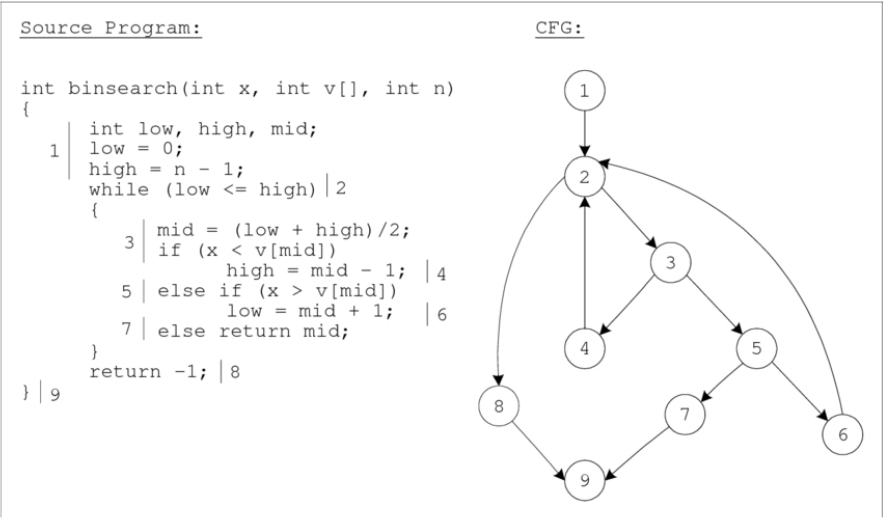 Source Program:
CFG:
int binsearch(int x, int v[], int n)
{
int low, high, mid;
1 low = 0;
high = n - 1;
while (low <= high) 2
{
mid = (low + high)/2;
3 if (x < v[mid])
high = mid - 1; 4
5 else if (x > v[mid])
low = mid + 1; 6
7 else return mid;
}
return -1; 8
} 9
1
2
3
4
5
8
7
6
9